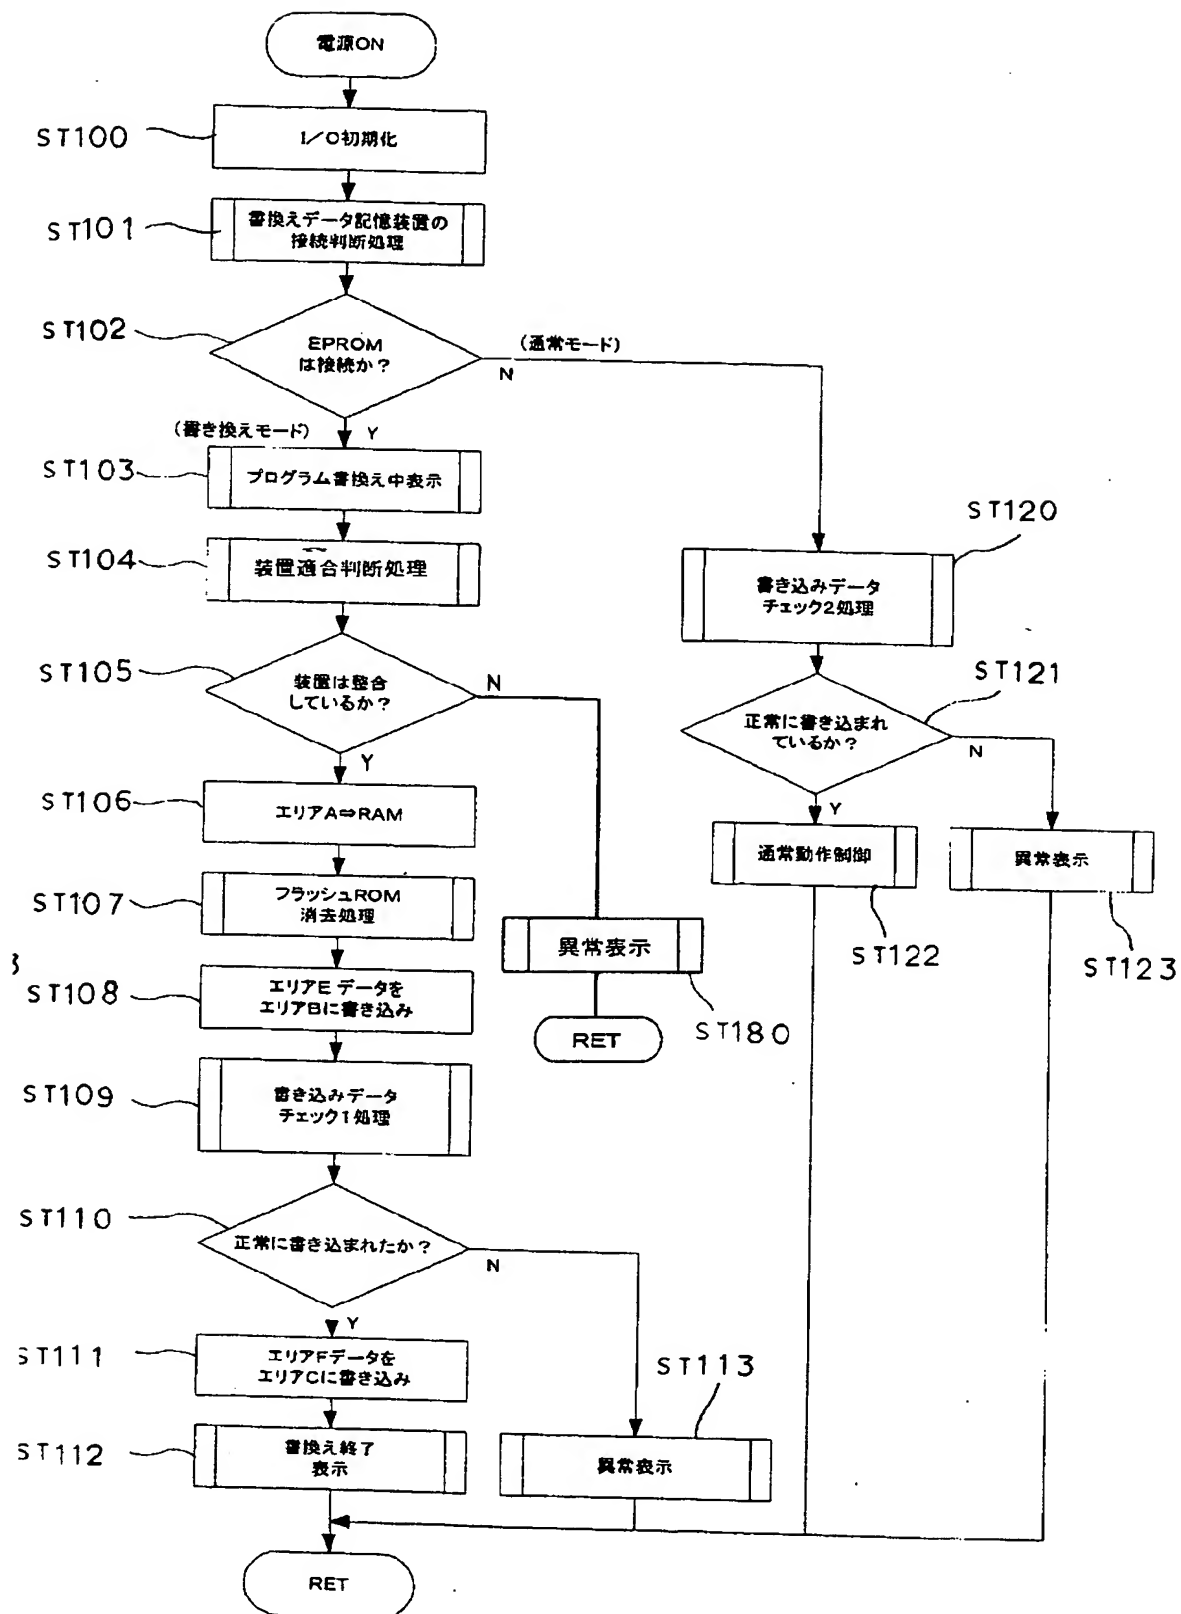 電源ON
ST100
I/O初期化
ST101
書換えデータ記憶装置の
接続判断処理
ST102
EPROM
は接続か?
(通常モード)
N
(書き換えモード)
Y
ST103
プログラム書換え中表示
ST104
装置適合判断処理
ST105
装置は整合
しているか?
N
Y
ST120
書き込みデータ
チェック2処理
ST121
正常に書き込まれ
ているか?
N
Y
ST106
エリアA⇨RAM
通常動作制御
異常表示
ST107
フラッシュROM
消去処理
異常表示
ST122
ST123
ST108
エリアEデータを
エリアBに書き込み
RET
ST180
ST109
書き込みデータ
チェック1処理
ST110
正常に書き込まれたか?
N
Y
ST111
エリアFデータを
エリアCに書き込み
ST113
ST112
書換え終了
表示
異常表示
RET